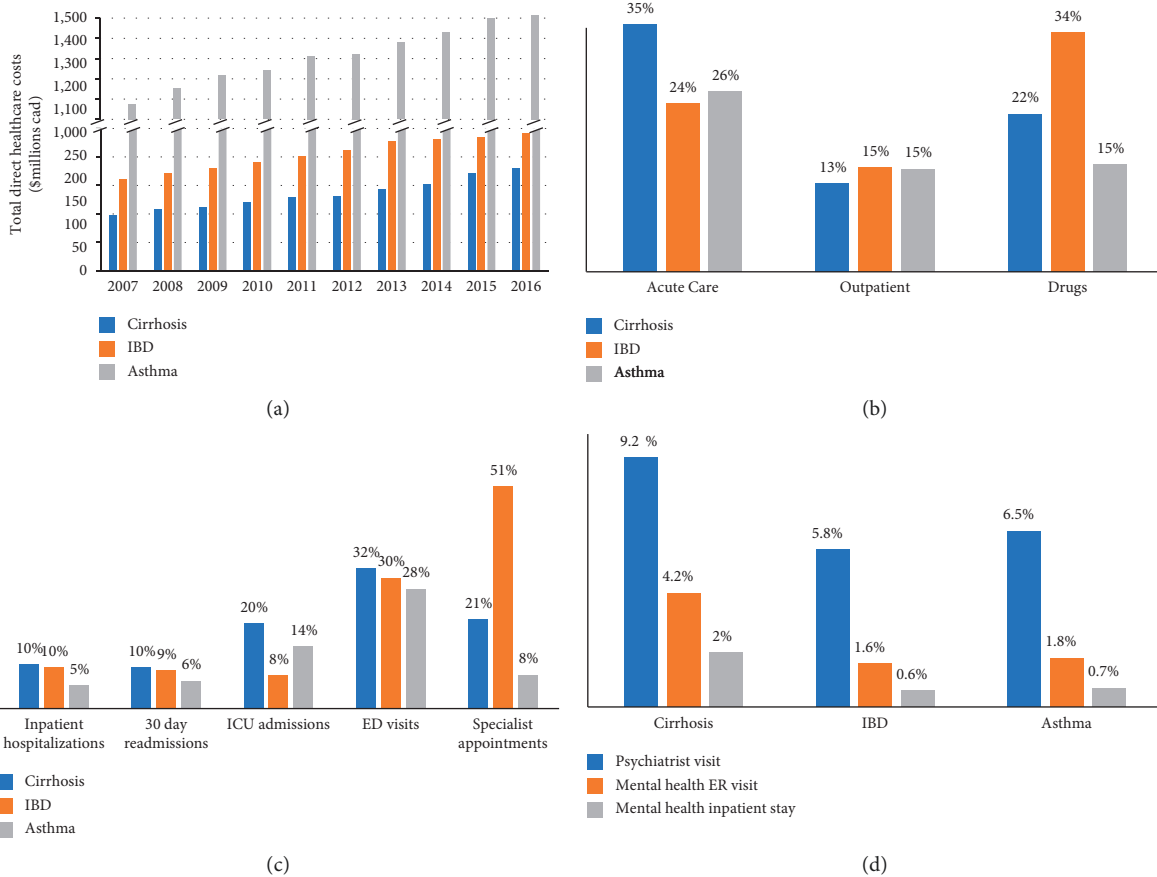 Total direct healthcare costs
($millions cad)
1,500
1,400
1,300
1,200
1,100
1,000
250
200
100
50
0
2007 2008 2009 2010 2011 2012 2013 2014 2015 2016
Cirrhosis
IBD
Asthma
(a)
35%
24%
26%
13%
15%
15%
22%
34%
15%
Acute Care Outpatient Drugs
Cirrhosis
IBD
Asthma
(b)
10%
10%
5%
10%
9%
6%
20%
8%
14%
32%
30%
28%
21%
51%
8%
Inpatient
hospitalizations
30 day
readmissions
ICU admissions
ED visits
Specialist
appointments
Cirrhosis
IBD
Asthma
(c)
9.2 %
4.2%
2%
5.8%
1.6%
0.6%
6.5%
1.8%
0.7%
Cirrhosis IBD Asthma
Psychiatrist visit
Mental health ER visit
Mental health inpatient stay
(d)